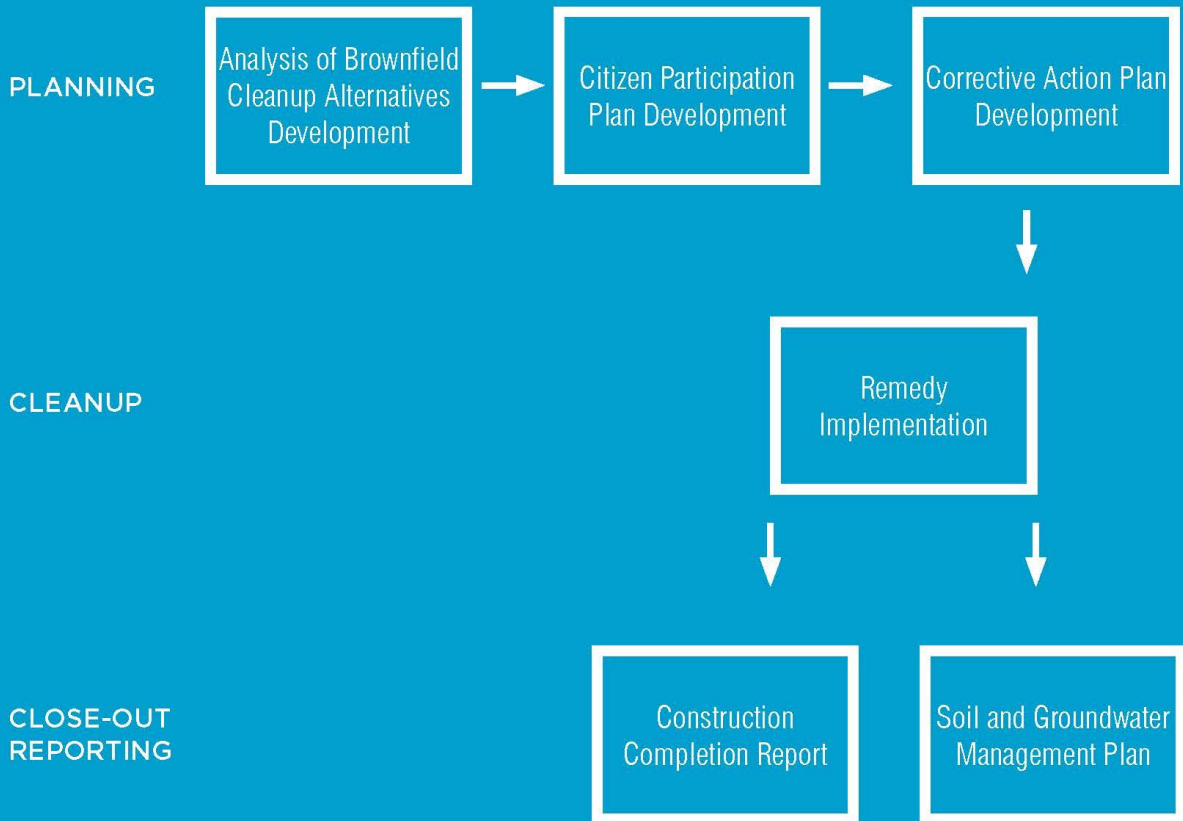 PLANNING
Analysis of Brownfield
Cleanup Alternatives
Development
Citizen Participation
Plan Development
Corrective Action Plan
Development
CLEANUP
Remedy
Implementation
CLOSE-OUT
REPORTING
Construction
Completion Report
Soil and Groundwater
Management Plan